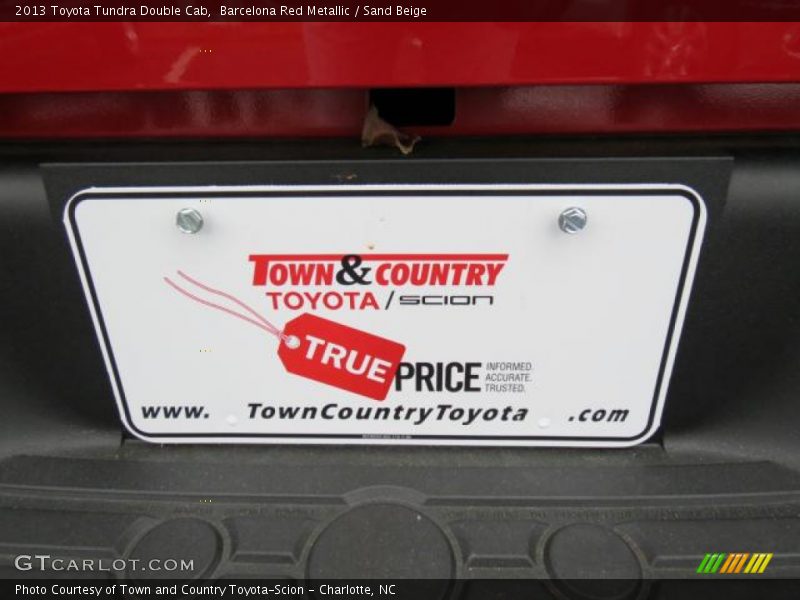 2013 Toyota Tundra Double Cab,  Barcelona Red Metallic / Sand Beige
TOWN & COUNTRY
TOYOTA / SCION
TRUE PRICE INFORMED.
ACCURATE.
TRUSTED.
www. TownCountryToyota .com
GTCARLOT.COM
Photo Courtesy of Town and Country Toyota-Scion - Charlotte, NC